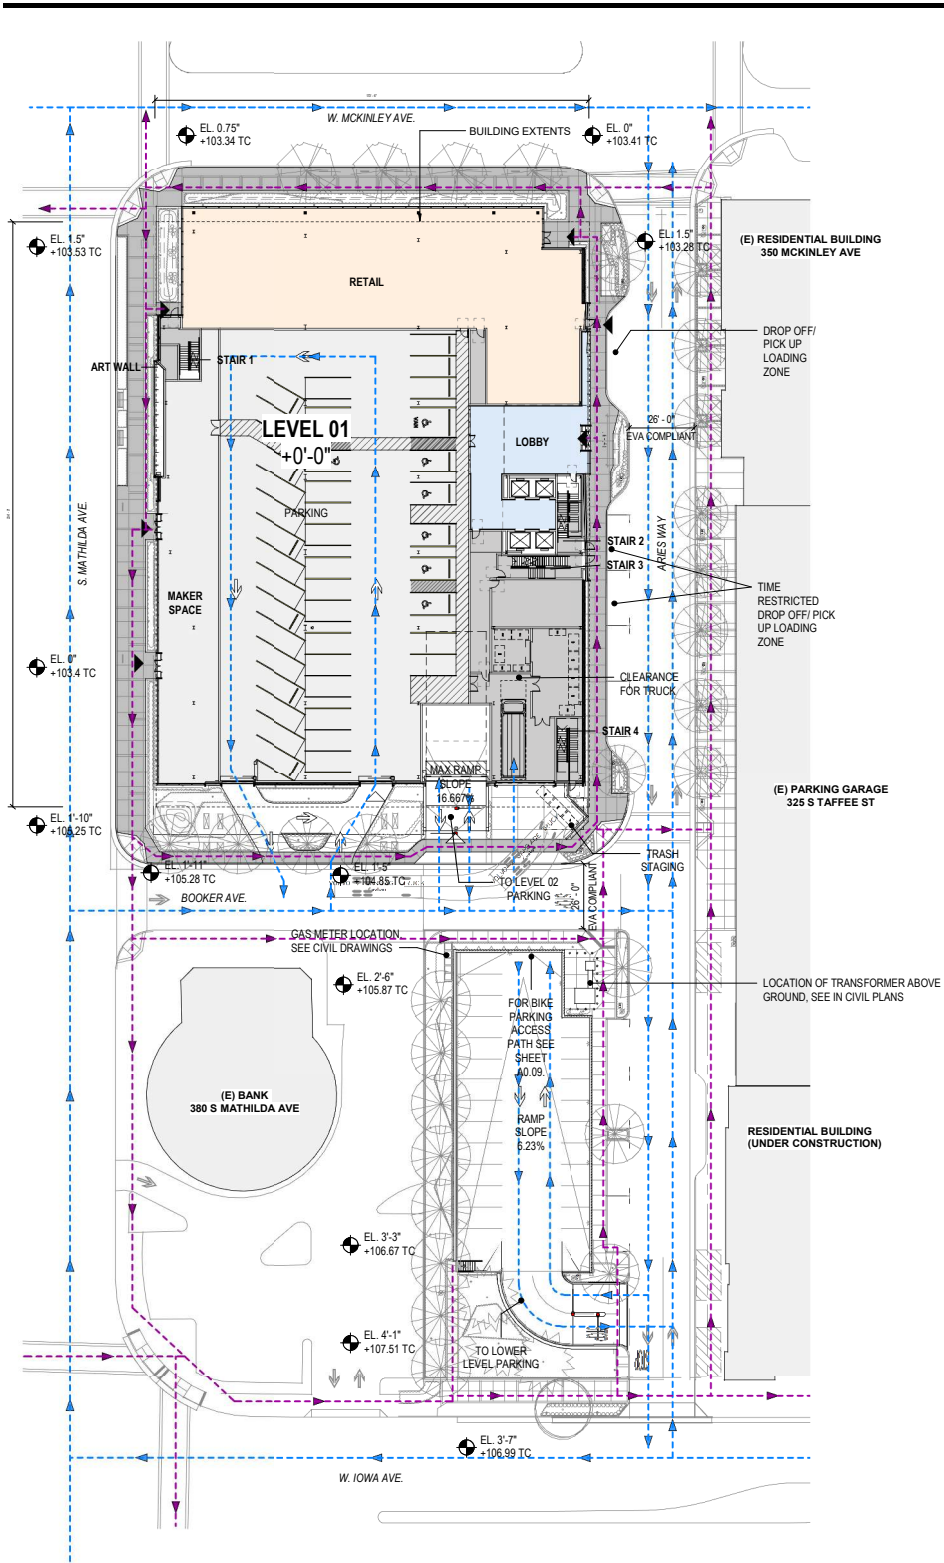 W. MCKINLEY AVE.
EL. 0.75"
+103.34 TC
BUILDING EXTENTS
EL. 0"
+103.41 TC
EL. 1.5"
+103.53 TC
EL. 1.5"
+103.28 TC
(E) RESIDENTIAL BUILDING
350 MCKINLEY AVE
RETAIL
DROP OFF/
PICK UP
LOADING
ZONE
ART WALL
STAIR 1
26' - 0"
EVA COMPLIANT
LEVEL 01
+0'-0"
LOBBY
PARKING
S. MATHILDA AVE.
ARIES WAY
STAIR 2
STAIR 3
MAKER
SPACE
TIME
RESTRICTED
DROP OFF/ PICK
UP LOADING
ZONE
EL. 0"
+103.4 TC
CLEARANCE
FOR TRUCK
STAIR 4
MAX RAMP
SLOPE
16.667%
(E) PARKING GARAGE
325 S TAFFEE ST
EL. 1'-10"
EL. 1'-11"
+105.28 TC
EL. 1'-5"
+104.85 TC
TRASH
STAGING
TO LEVEL 02
PARKING
BOOKER AVE.
26' - 0"
EVA COMPLIANT
GAS METER LOCATION,
SEE CIVIL DRAWINGS
EL. 2'-6"
+105.87 TC
LOCATION OF TRANSFORMER ABOVE
GROUND, SEE IN CIVIL PLANS
FOR BIKE
PARKING
ACCESS
PATH SEE
SHEET
A0.09.
(E) BANK
380 S MATHILDA AVE
RAMP
SLOPE
6.23%
RESIDENTIAL BUILDING
(UNDER CONSTRUCTION)
EL. 3'-3"
+106.67 TC
EL. 4'-1"
+107.51 TC
TO LOWER
LEVEL PARKING
EL. 3'-7"
+106.99 TC
W. IOWA AVE.